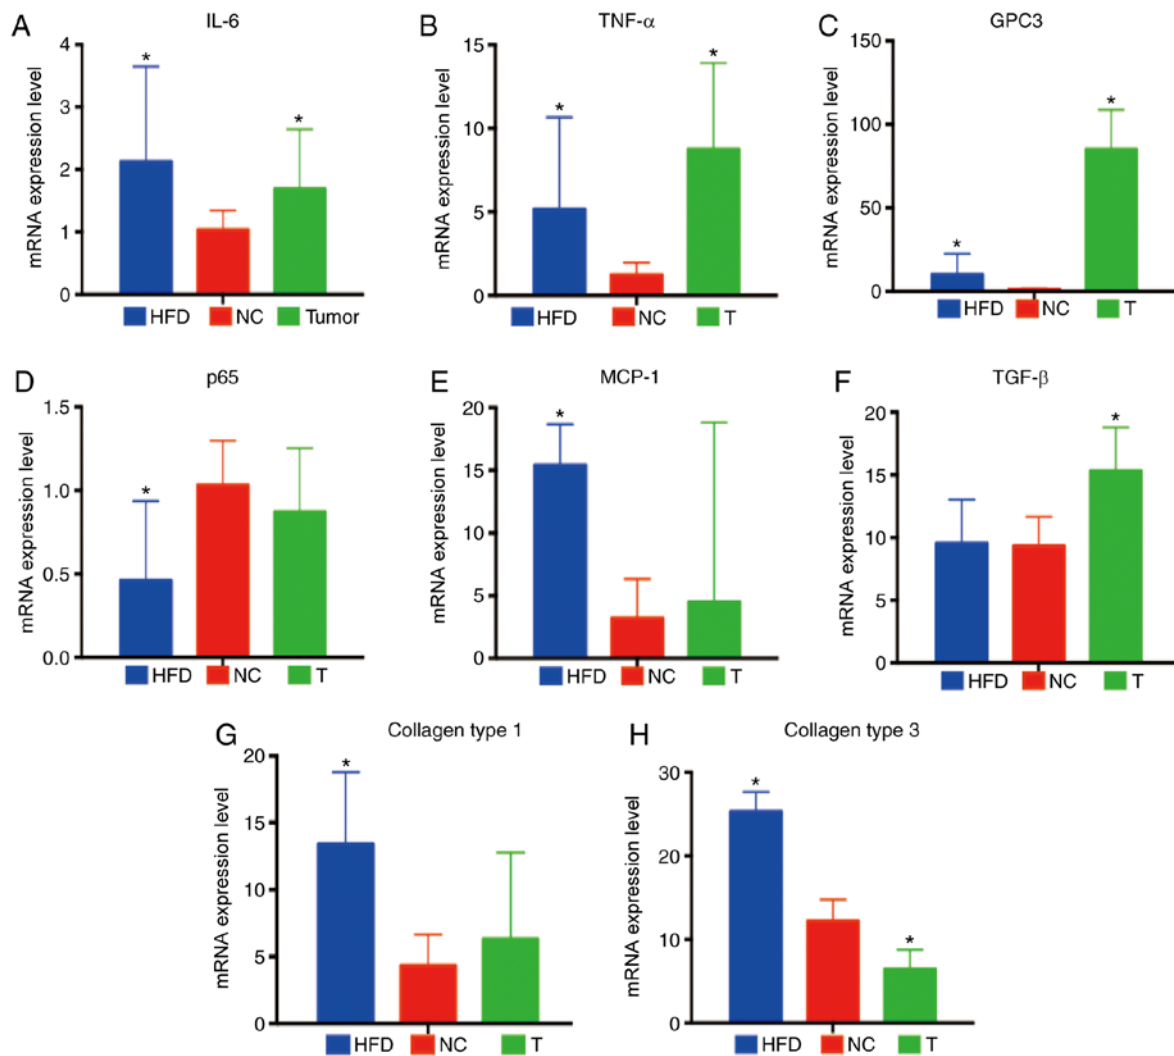 A IL-6
mRNA expression level
4
3
2
1
0
*
*
HFD NC Tumor
B TNF-α
mRNA expression level
15
10
5
0
*
*
HFD NC T
C GPC3
mRNA expression level
150
100
50
0
*
*
HFD NC T
D p65
mRNA expression level
1.5
1.0
0.5
0.0
*
HFD NC T
E MCP-1
mRNA expression level
20
15
10
5
0
*
HFD NC T
F TGF-β
mRNA expression level
20
15
10
5
0
*
HFD NC T
G Collagen type 1
mRNA expression level
20
15
10
5
0
*
HFD NC T
H Collagen type 3
mRNA expression level
30
20
10
0
*
*
HFD NC T